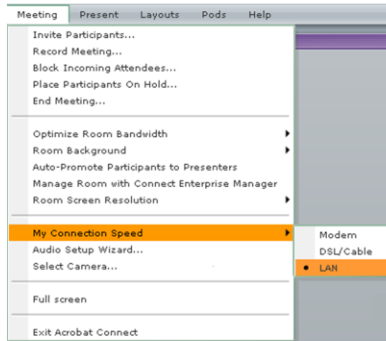 Meeting Present Layouts Pods Help
Invite Participants...
Record Meeting...
Block Incoming Attendees...
Place Participants On Hold...
End Meeting...
Optimize Room Bandwidth
Room Background
Auto-Promote Participants to Presenters
Manage Room with Connect Enterprise Manager
Room Screen Resolution
My Connection Speed
Modem
Audio Setup Wizard...
DSL/Cable
Select Camera...
LAN
Full screen
Exit Acrobat Connect